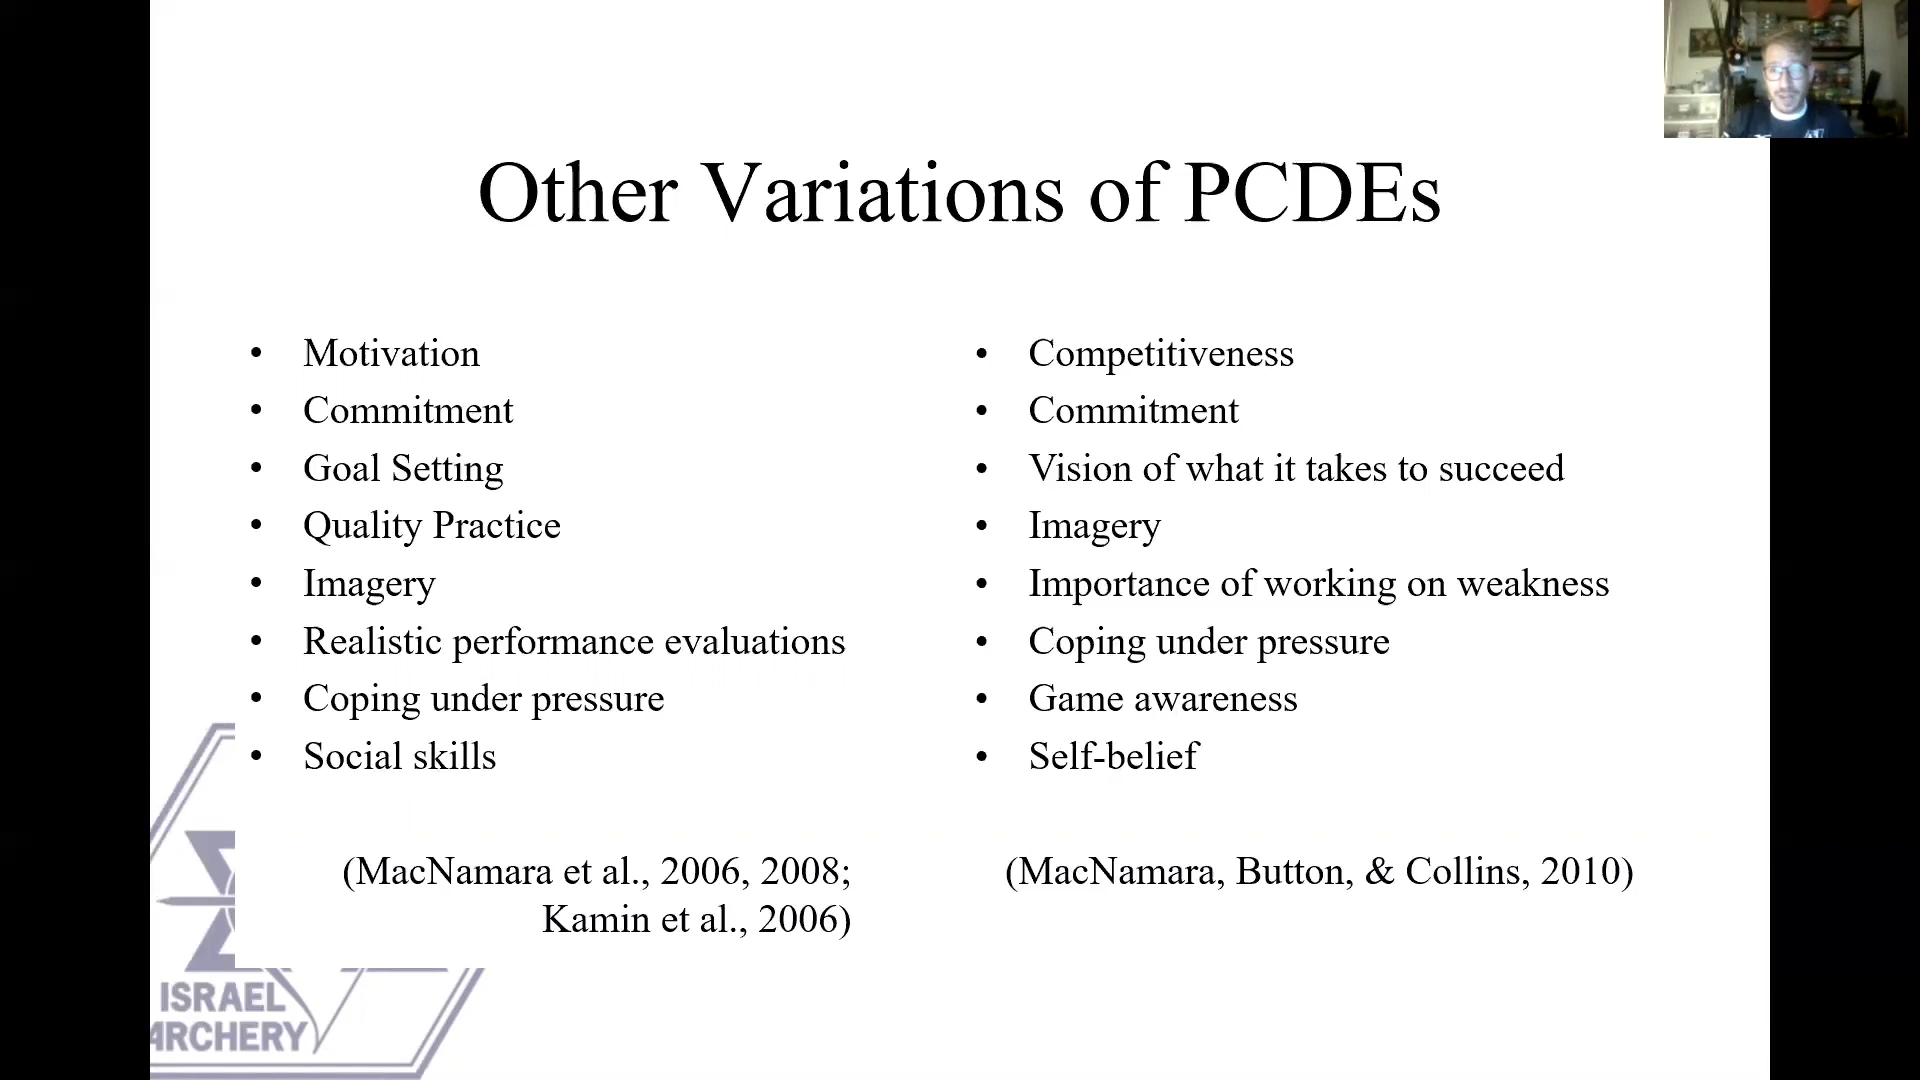 Other Variations of PCDEs
• Motivation
• Commitment
• Goal Setting
• Quality Practice
• Imagery
• Realistic performance evaluations
• Coping under pressure
• Social skills
(MacNamara et al., 2006, 2008;
Kamin et al., 2006)
• Competitiveness
• Commitment
• Vision of what it takes to succeed
• Imagery
• Importance of working on weakness
• Coping under pressure
• Game awareness
• Self-belief
(MacNamara, Button, & Collins, 2010)
ISRAEL
ARCHERY